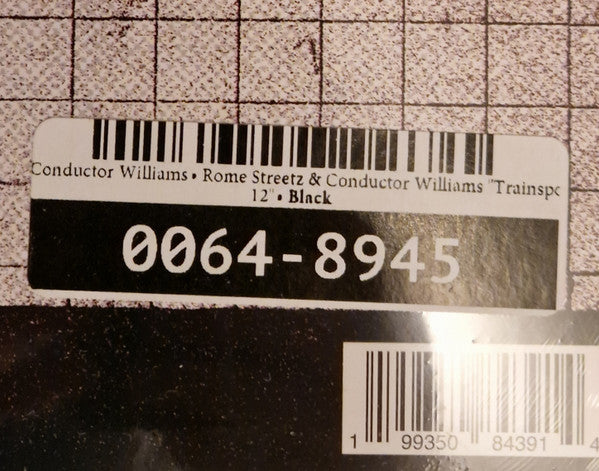 Conductor Williams • Rome Streetz & Conductor Williams "Trainspo
12" • Black
0064-8945
1 99350 84391 4